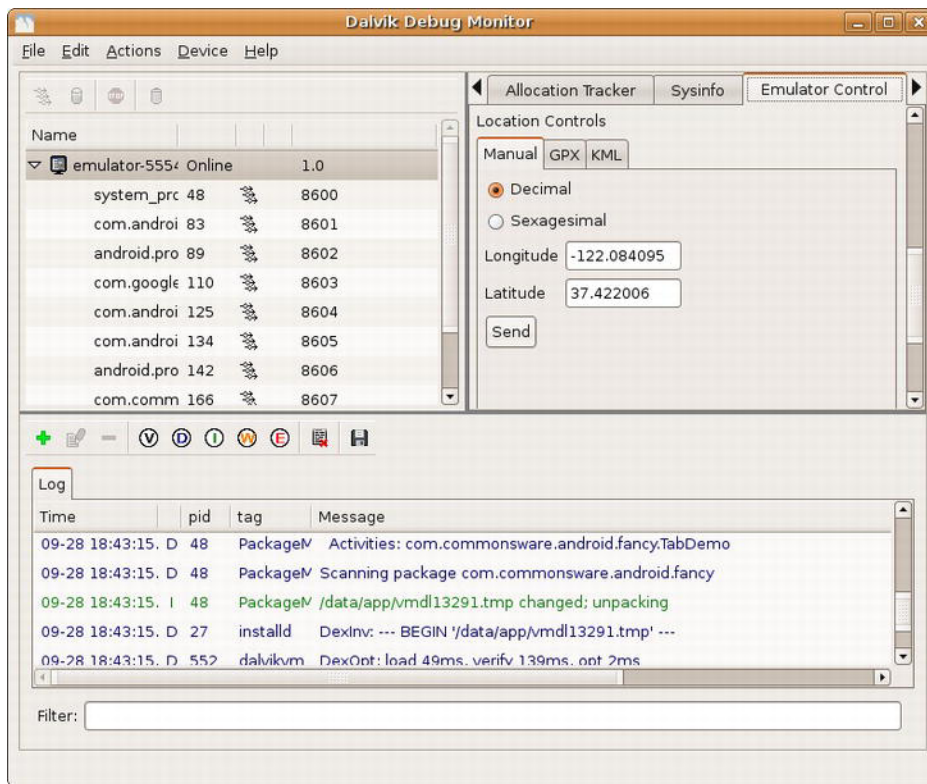 Dalvik Debug Monitor
File Edit Actions Device Help
Allocation Tracker Sysinfo Emulator Control
Location Controls
Manual GPX KML
Decimal
Sexagesimal
Longitude -122.084095
Latitude 37.422006
Send
Name
emulator-5554 Online 1.0
system_prc 48 8600
com.androi 83 8601
android.pro 89 8602
com.google 110 8603
com.androi 125 8604
com.androi 134 8605
android.pro 142 8606
com.comm 166 8607
V D I W E
Log
Time pid tag Message
09-28 18:43:15. D 48 PackageM Activities: com.commonsware.android.fancy.TabDemo
09-28 18:43:15. D 48 PackageM Scanning package com.commonsware.android.fancy
09-28 18:43:15. I 48 PackageM /data/app/vmdl13291.tmp changed; unpacking
09-28 18:43:15. D 27 installd DexInv: --- BEGIN '/data/app/vmdl13291.tmp' ---
09-28 18:43:15. D 552 dalvikvm DexOpt: load 49ms, verify 139ms, opt 2ms
Filter: